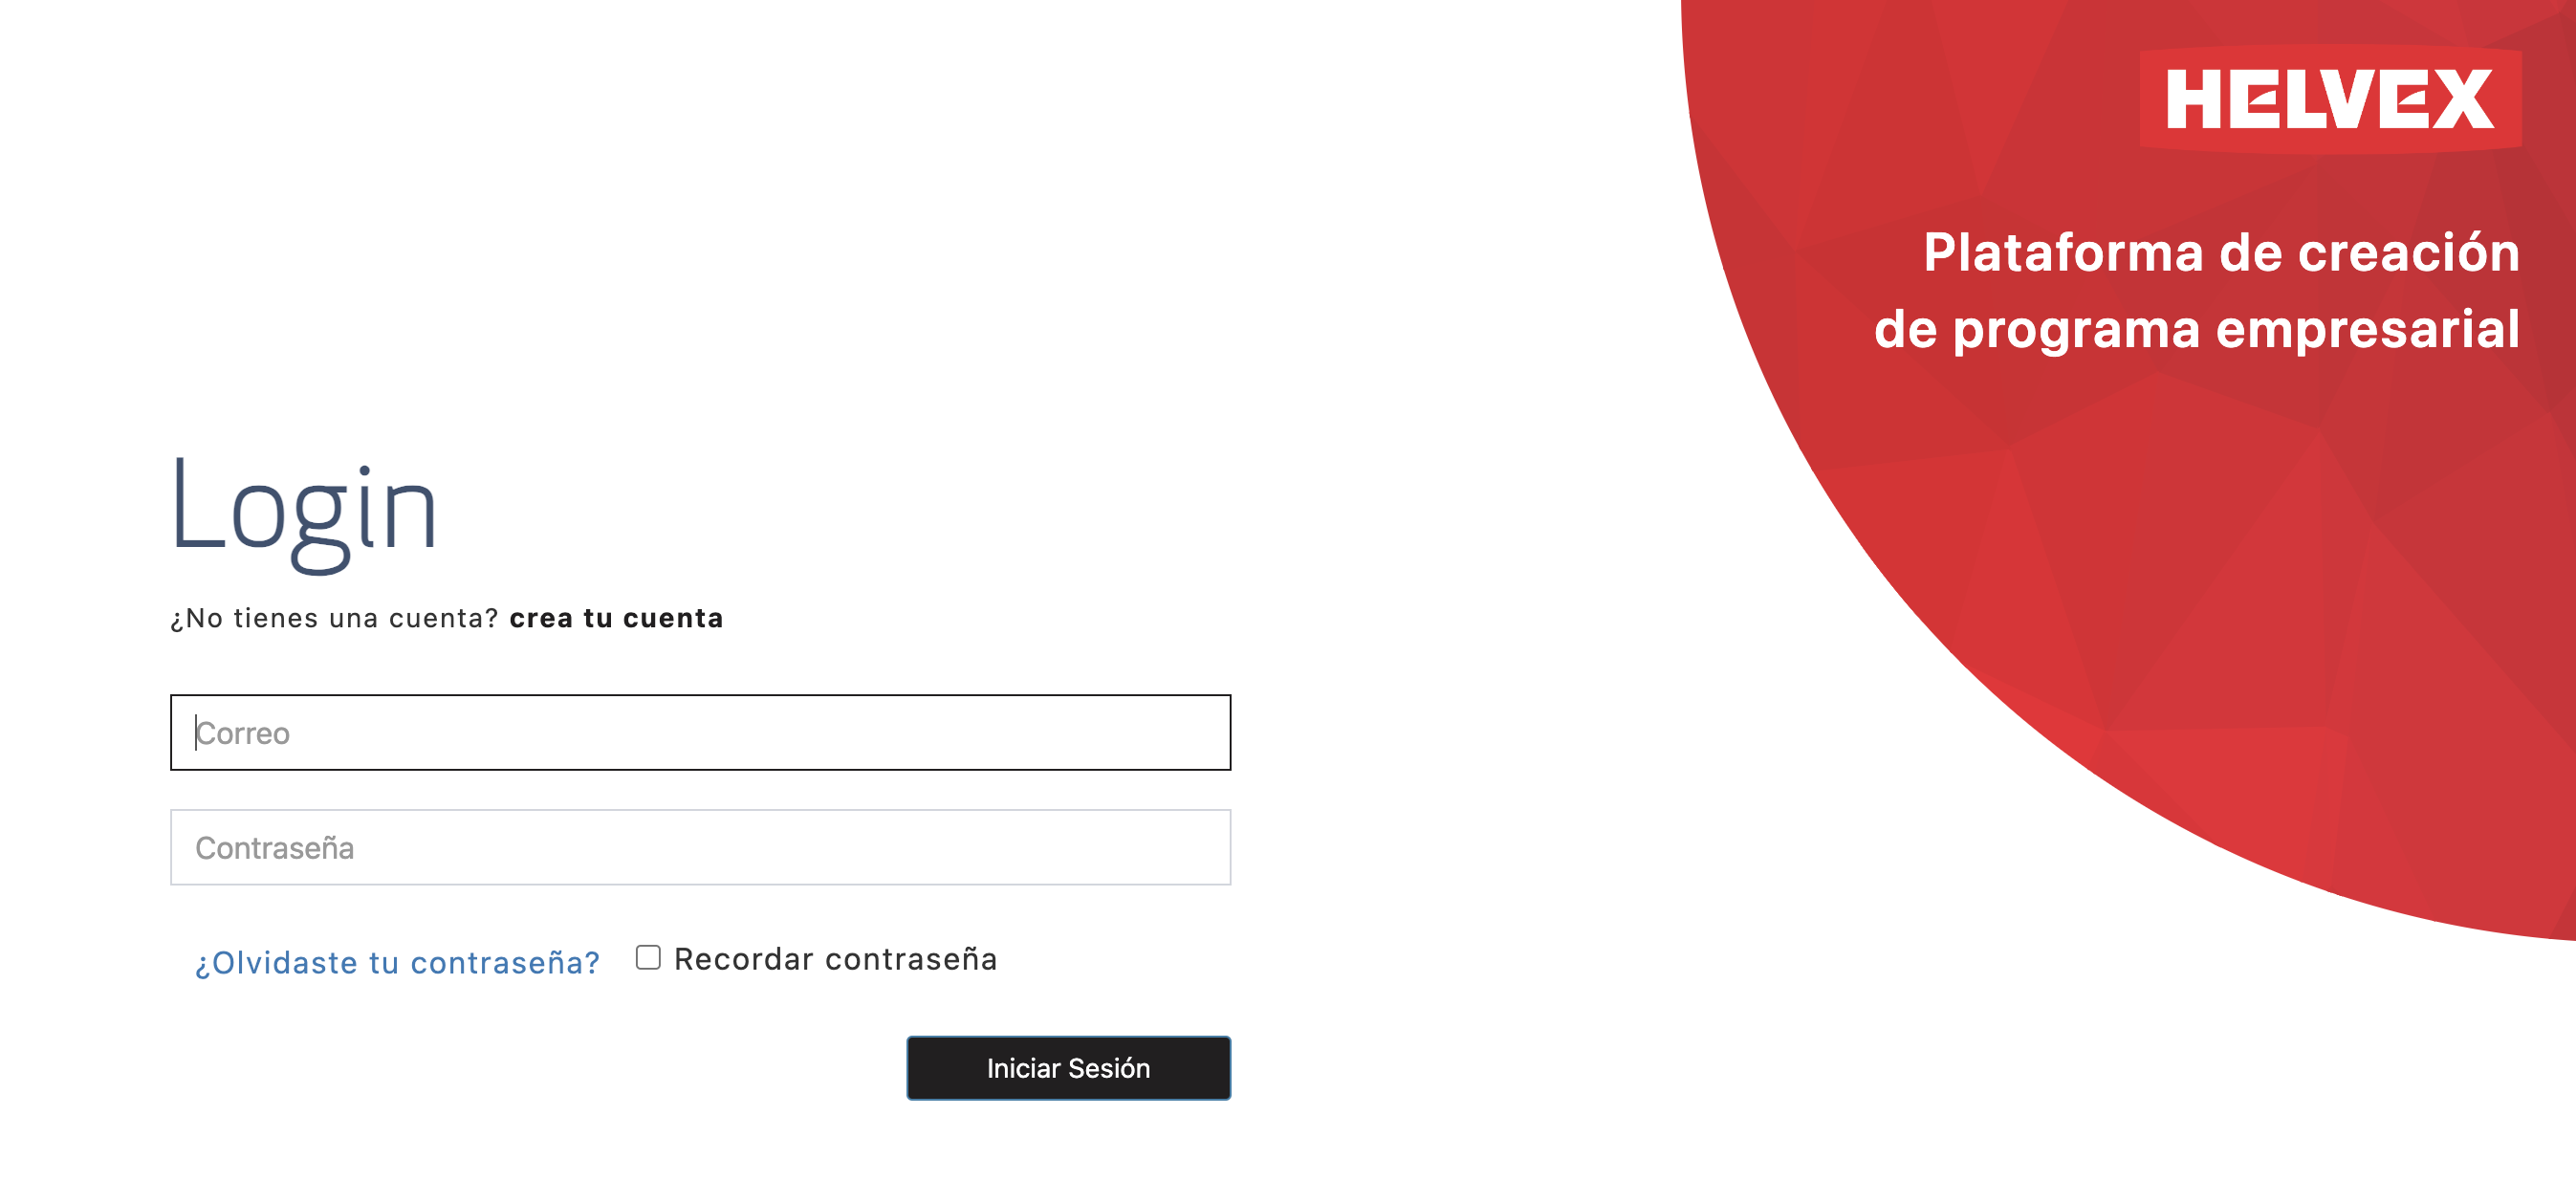 HELVEX
Plataforma de creación
de programa empresarial
Login
¿No tienes una cuenta? crea tu cuenta
Correo
Contraseña
¿Olvidaste tu contraseña? Recordar contraseña
Iniciar Sesión